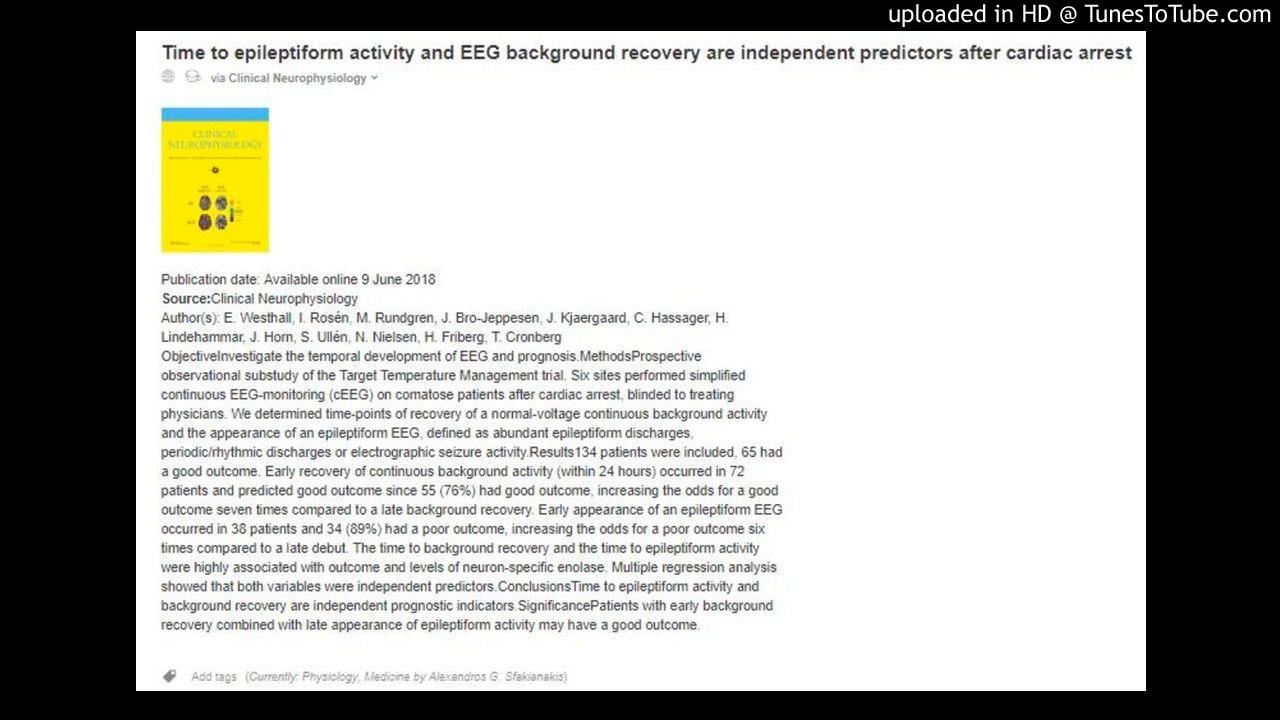 uploaded in HD @ TunesToTube.com
Time to epileptiform activity and EEG background recovery are independent predictors after cardiac arrest
via Clinical Neurophysiology
CLINICAL
NEUROPHYSIOLOGY
Publication date: Available online 9 June 2018
Source:Clinical Neurophysiology
Author(s): E. Westhall, I. Rosén, M. Rundgren, J. Bro-Jeppesen, J. Kjaergaard, C. Hassager, H.
Lindehammar, J. Horn, S. Ullén, N. Nielsen, H. Friberg, T. Cronberg
ObjectiveInvestigate the temporal development of EEG and prognosis.MethodsProspective
observational substudy of the Target Temperature Management trial. Six sites performed simplified
continuous EEG-monitoring (cEEG) on comatose patients after cardiac arrest, blinded to treating
physicians. We determined time-points of recovery of a normal-voltage continuous background activity
and the appearance of an epileptiform EEG, defined as abundant epileptiform discharges,
periodic/rhythmic discharges or electrographic seizure activity.Results134 patients were included, 65 had
a good outcome. Early recovery of continuous background activity (within 24 hours) occurred in 72
patients and predicted good outcome since 55 (76%) had good outcome, increasing the odds for a good
outcome seven times compared to a late background recovery. Early appearance of an epileptiform EEG
occurred in 38 patients and 34 (89%) had a poor outcome, increasing the odds for a poor outcome six
times compared to a late debut. The time to background recovery and the time to epileptiform activity
were highly associated with outcome and levels of neuron-specific enolase. Multiple regression analysis
showed that both variables were independent predictors.ConclusionsTime to epileptiform activity and
background recovery are independent prognostic indicators.SignificancePatients with early background
recovery combined with late appearance of epileptiform activity may have a good outcome.
Add tags (Currently: Physiology, Medicine by Alexandros G. Sfakianakis)